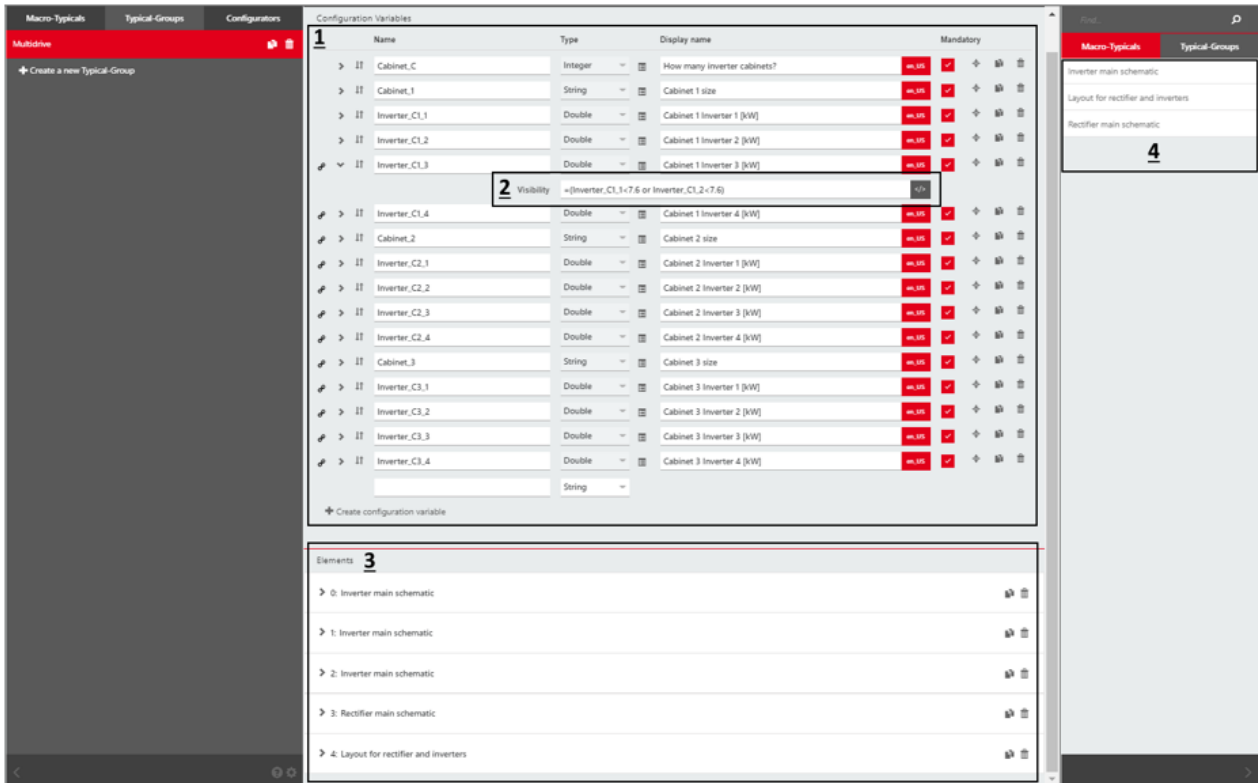 Macro-Typicals Typical-Groups Configurators
Multidrive
Create a new Typical-Group
Configuration Variables
1 Name Type Display name Mandatory
Cabinet_C Integer How many inverter cabinets? en_US
Cabinet_1 String Cabinet 1 size en_US
Inverter_C1_1 Double Cabinet 1 Inverter 1 [kW] en_US
Inverter_C1_2 Double Cabinet 1 Inverter 2 [kW] en_US
Inverter_C1_3 Double Cabinet 1 Inverter 3 [kW] en_US
2 Visibility =(Inverter_C1_1<7.6 or Inverter_C1_2<7.6) </>
Inverter_C1_4 Double Cabinet 1 Inverter 4 [kW] en_US
Cabinet_2 String Cabinet 2 size en_US
Inverter_C2_1 Double Cabinet 2 Inverter 1 [kW] en_US
Inverter_C2_2 Double Cabinet 2 Inverter 2 [kW] en_US
Inverter_C2_3 Double Cabinet 2 Inverter 3 [kW] en_US
Inverter_C2_4 Double Cabinet 2 Inverter 4 [kW] en_US
Cabinet_3 String Cabinet 3 size en_US
Inverter_C3_1 Double Cabinet 3 Inverter 1 [kW] en_US
Inverter_C3_2 Double Cabinet 3 Inverter 2 [kW] en_US
Inverter_C3_3 Double Cabinet 3 Inverter 3 [kW] en_US
Inverter_C3_4 Double Cabinet 3 Inverter 4 [kW] en_US
String
Create configuration variable
Elements 3
0: Inverter main schematic
1: Inverter main schematic
2: Inverter main schematic
3: Rectifier main schematic
4: Layout for rectifier and inverters
Find...
Macro-Typicals Typical-Groups
Inverter main schematic
Layout for rectifier and inverters
Rectifier main schematic
4